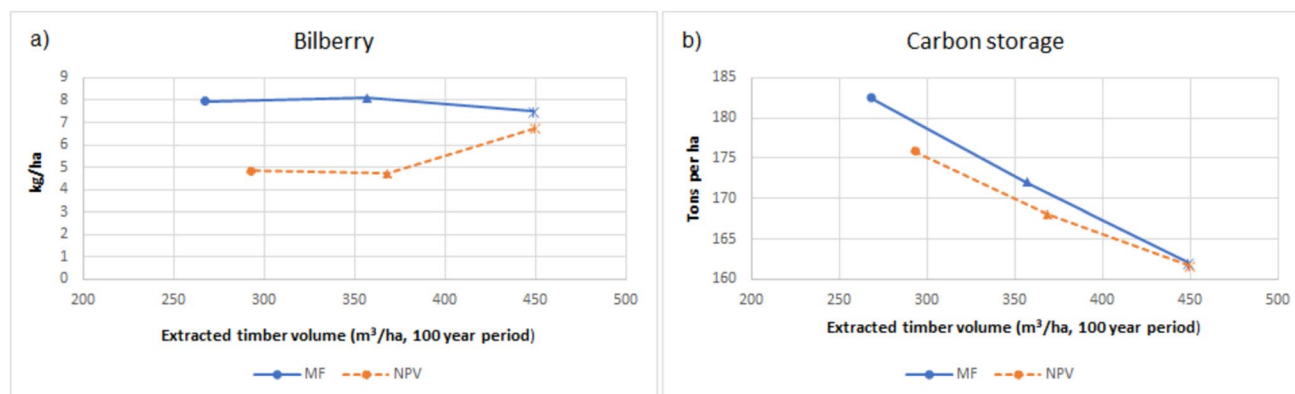 a)
Bilberry
9
8
7
6
5
4
3
2
1
0
kg/ha
200 250 300 350 400 450 500
Extracted timber volume (m³/ha, 100 year period)
MF NPV
b)
Carbon storage
185
180
175
170
165
160
Tons per ha
200 250 300 350 400 450 500
Extracted timber volume (m³/ha, 100 year period)
MF NPV